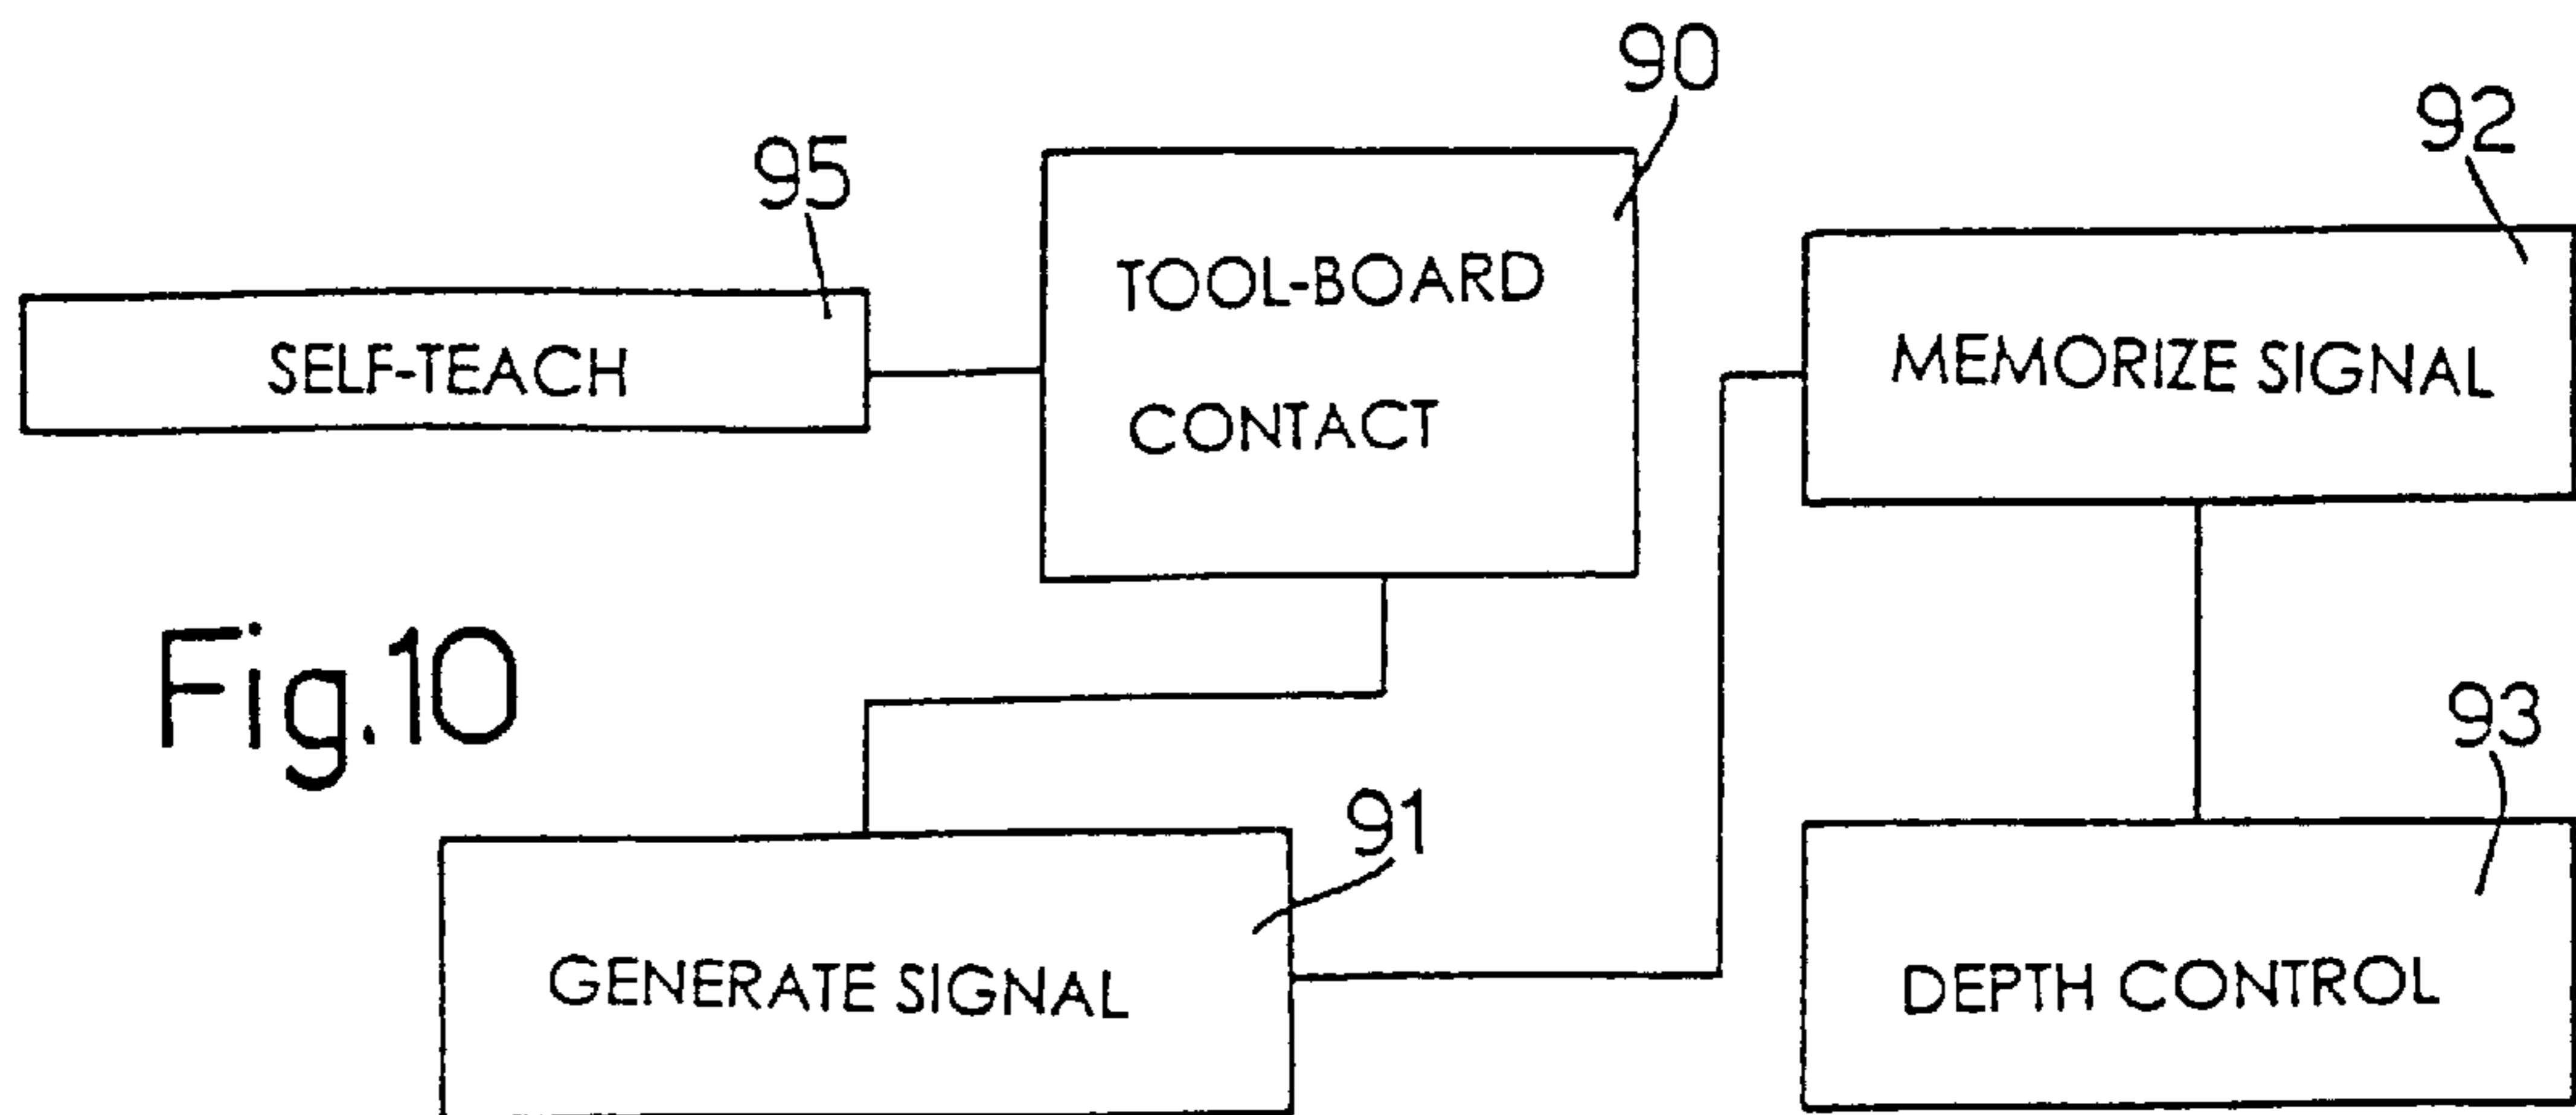 90
92
95
TOOL-BOARD
CONTACT
SELF-TEACH
MEMORIZE SIGNAL
Fig.10
93
91
GENERATE SIGNAL
DEPTH CONTROL